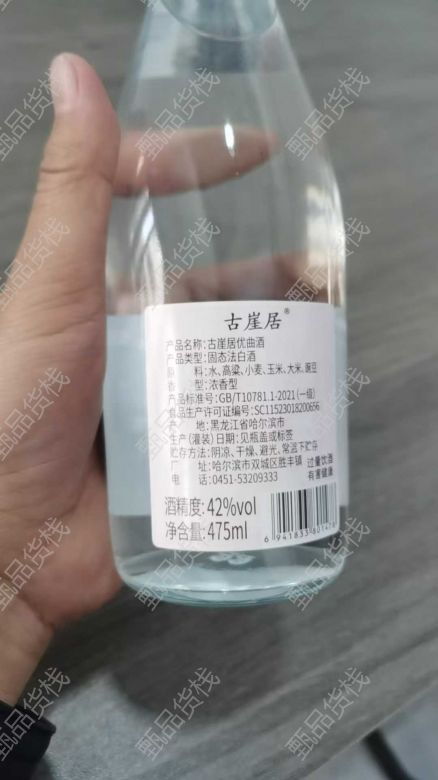 古崖居®
产品名称:古崖居优曲酒
产品类型:固态法白酒
原 料:水、高粱、小麦、玉米、大米、豌豆
香 型:浓香型
产品标准号:GB/T10781.1-2021(一级)
食品生产许可证编号:SC11523018200656
产 地:黑龙江省哈尔滨市
生产(灌装)日期:见瓶盖或标签
贮存方法:阴凉、干燥、避光、常温下贮存
厂 址:哈尔滨市双城区胜丰镇
电 话:0451-53209333
过量饮酒
有害健康
酒精度:42%vol
净含量:475ml
甄品货栈